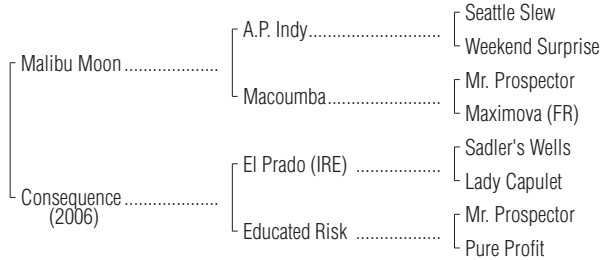 Seattle Slew
A.P. Indy..............................
Weekend Surprise
Malibu Moon .....................
Mr. Prospector
Macoumba..........................
Maximova (FR)
Sadler's Wells
El Prado (IRE) ...................
Lady Capulet
Consequence .....................
(2006)
Mr. Prospector
Educated Risk ...................
Pure Profit